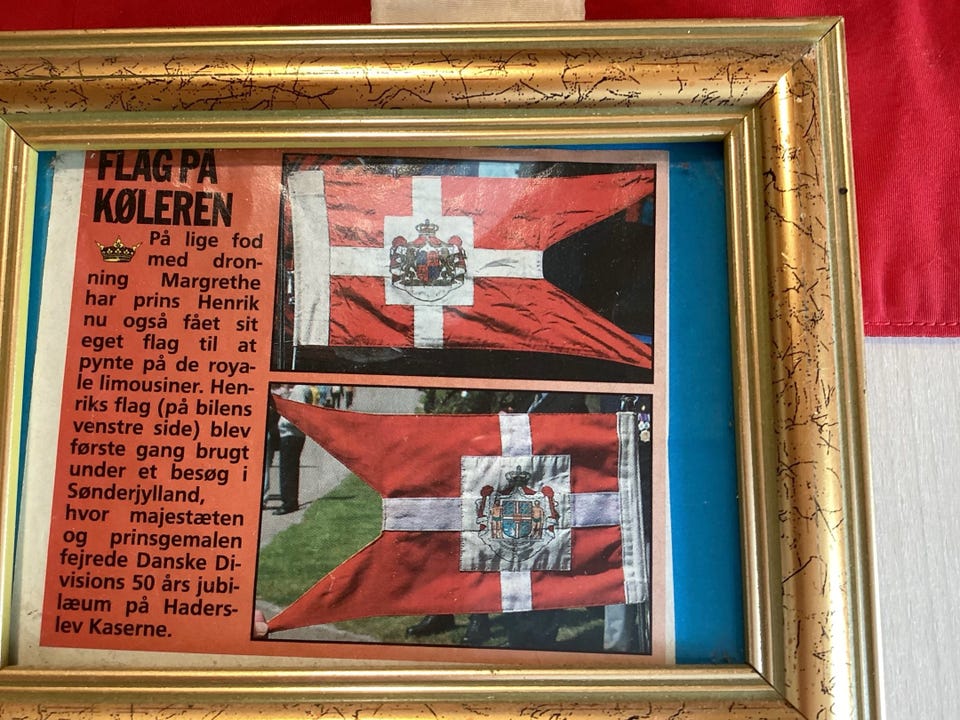 FLAG PÅ
KØLEREN
På lige fod
med dron-
ning Margrethe
har prins Henrik
nu også fået sit
eget flag til at
pynte på de roya-
le limousiner. Hen-
riks flag (på bilens
venstre side) blev
første gang brugt
under et besøg i
Sønderjylland,
hvor majestæten
og prinsgemalen
fejrede Danske Di-
visions 50 års jubi-
læum på Haders-
lev Kaserne.